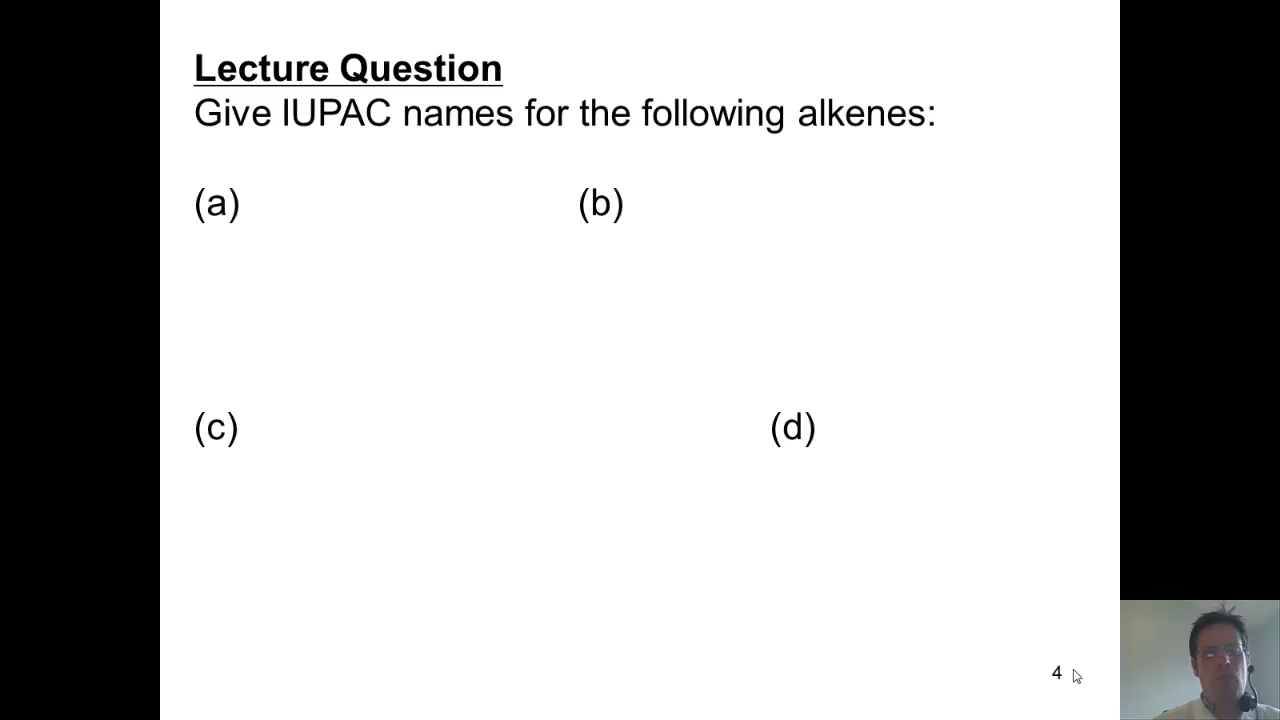 Lecture Question
Give IUPAC names for the following alkenes:
(a) (b)
(c) (d)
4